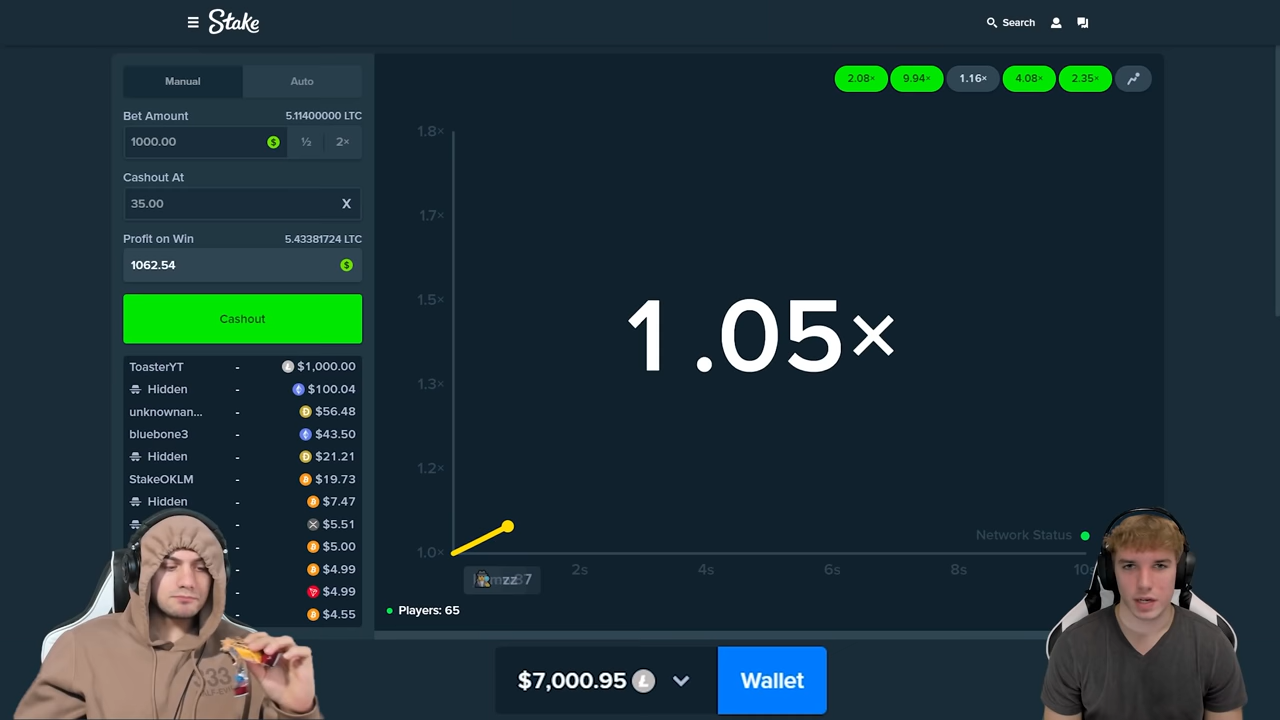 Stake
Search
Manual
Auto
2.08×
9.94×
1.16×
4.08×
2.35×
Bet Amount
5.11400000 LTC
1000.00
½
2×
Cashout At
35.00
X
Profit on Win
5.43381724 LTC
1062.54
Cashout
ToasterYT - $1,000.00
Hidden - $100.04
unknownan... - $56.48
bluebone3 - $43.50
Hidden - $21.21
StakeOKLM - $19.73
Hidden - $7.47
- $5.51
- $5.00
- $4.99
- $4.99
- $4.55
1.8×
1.7×
1.5×
1.3×
1.2×
1.0×
1.05×
Network Status
2s
4s
6s
8s
10s
Players: 65
$7,000.95
Wallet